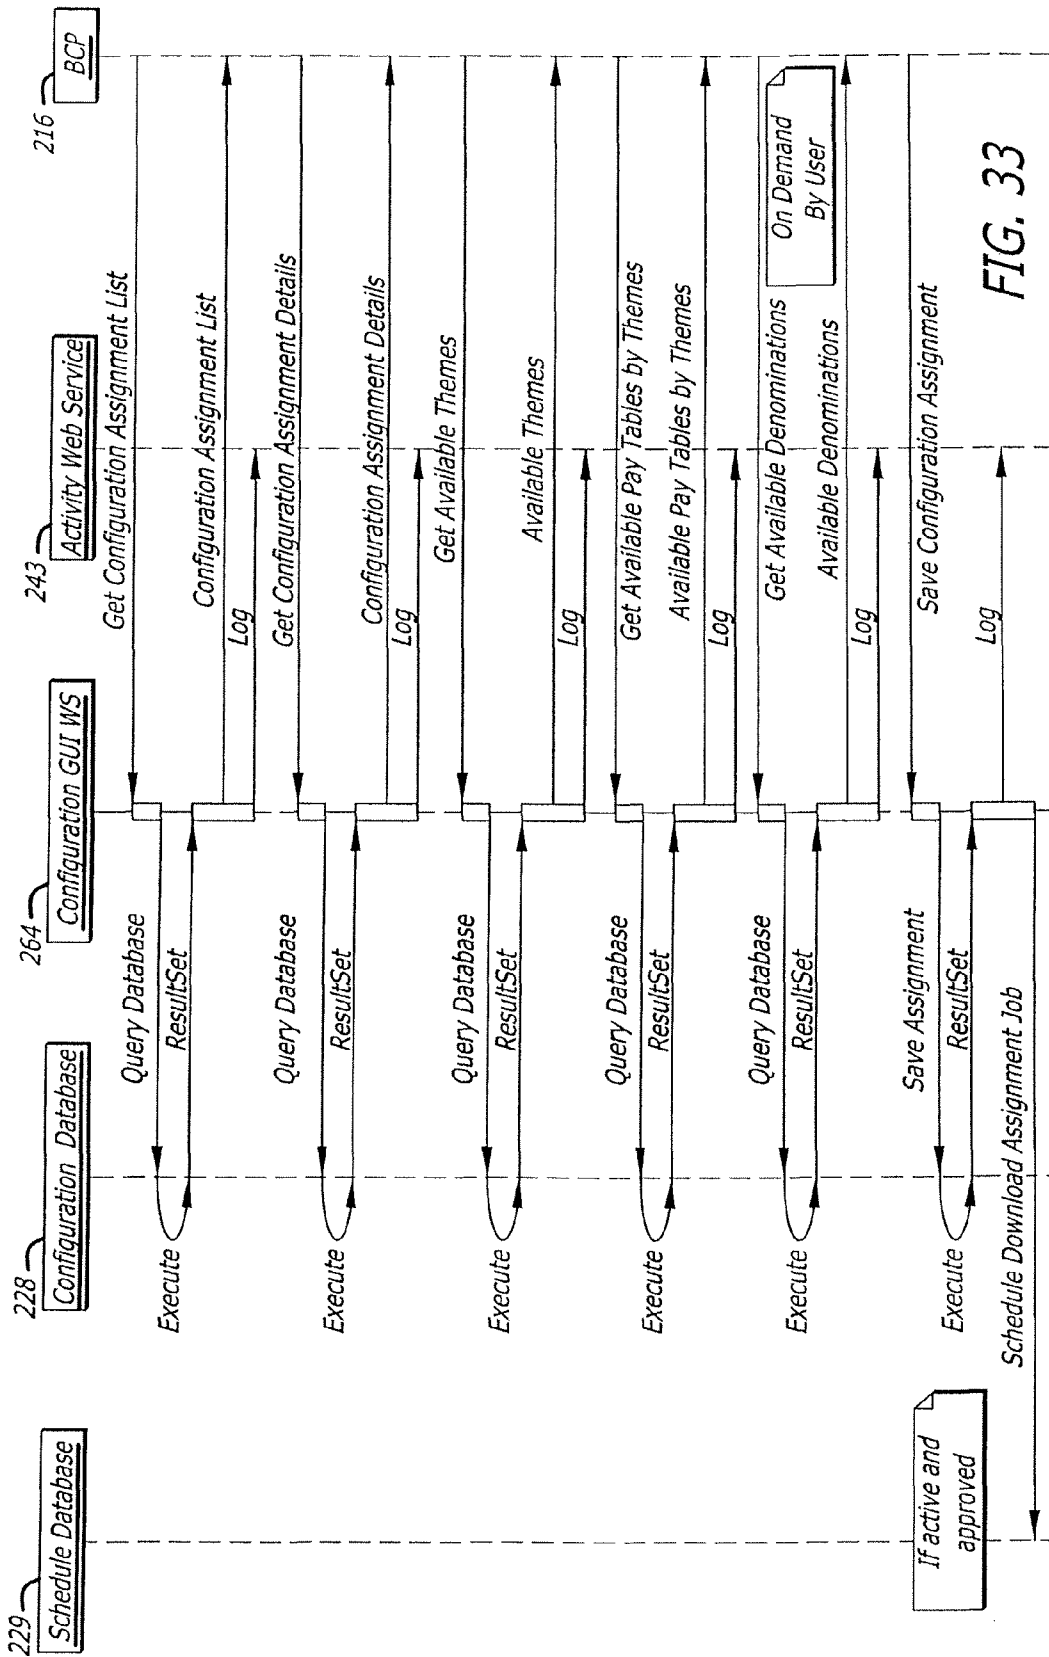 229
Schedule Database
228
Configuration Database
264
Configuration GUI WS
243
Activity Web Service
216
BCP
Get Configuration Assignment List
Query Database
Execute
ResultSet
Configuration Assignment List
Log
Get Configuration Assignment Details
Query Database
Execute
ResultSet
Configuration Assignment Details
Log
Get Available Themes
Query Database
Execute
ResultSet
Available Themes
Log
Get Available Pay Tables by Themes
Query Database
Execute
ResultSet
Available Pay Tables by Themes
Log
Get Available Denominations
On Demand
By User
Query Database
Execute
ResultSet
Available Denominations
Log
Save Configuration Assignment
Save Assignment
Execute
ResultSet
Log
If active and
approved
Schedule Download Assignment Job
FIG. 33